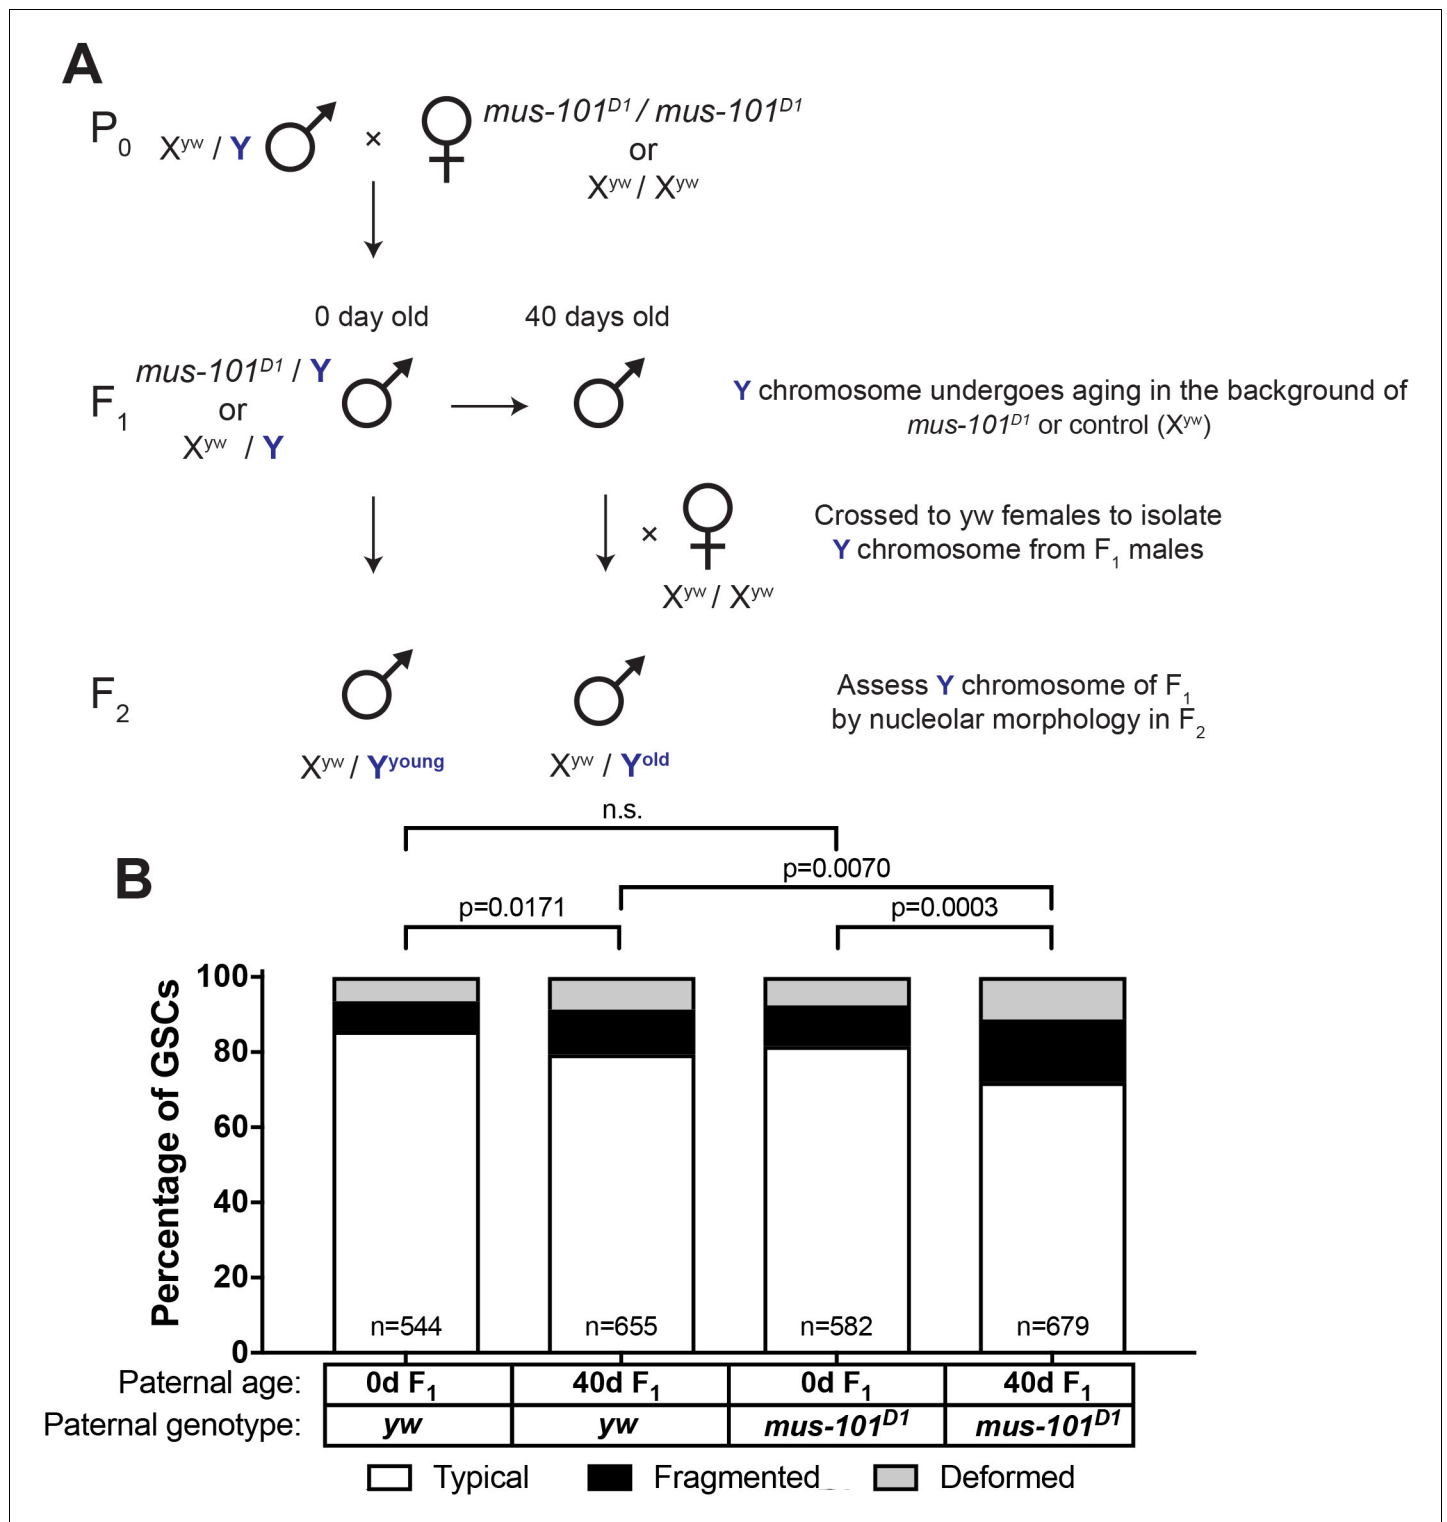 A
P0 Xyw / Y × mus-101D1 / mus-101D1
or
Xyw / Xyw
0 day old 40 days old
F1 mus-101D1 / Y
or
Xyw / Y
Y chromosome undergoes aging in the background of
mus-101D1 or control (Xyw)
×
Xyw / Xyw
Crossed to yw females to isolate
Y chromosome from F1 males
F2
Assess Y chromosome of F1
by nucleolar morphology in F2
Xyw / Yyoung Xyw / Yold
n.s.
B
p=0.0070
p=0.0171 p=0.0003
Percentage of GSCs
100
80
60
40
20
0
n=544 n=655 n=582 n=679
Paternal age: 0d F1 40d F1 0d F1 40d F1
Paternal genotype: yw yw mus-101D1 mus-101D1
Typical Fragmented Deformed